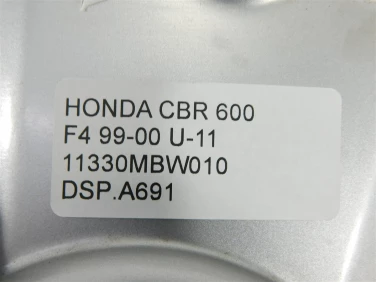 HONDA CBR 600
F4 99-00 U-11
11330MBW010
DSP.A691